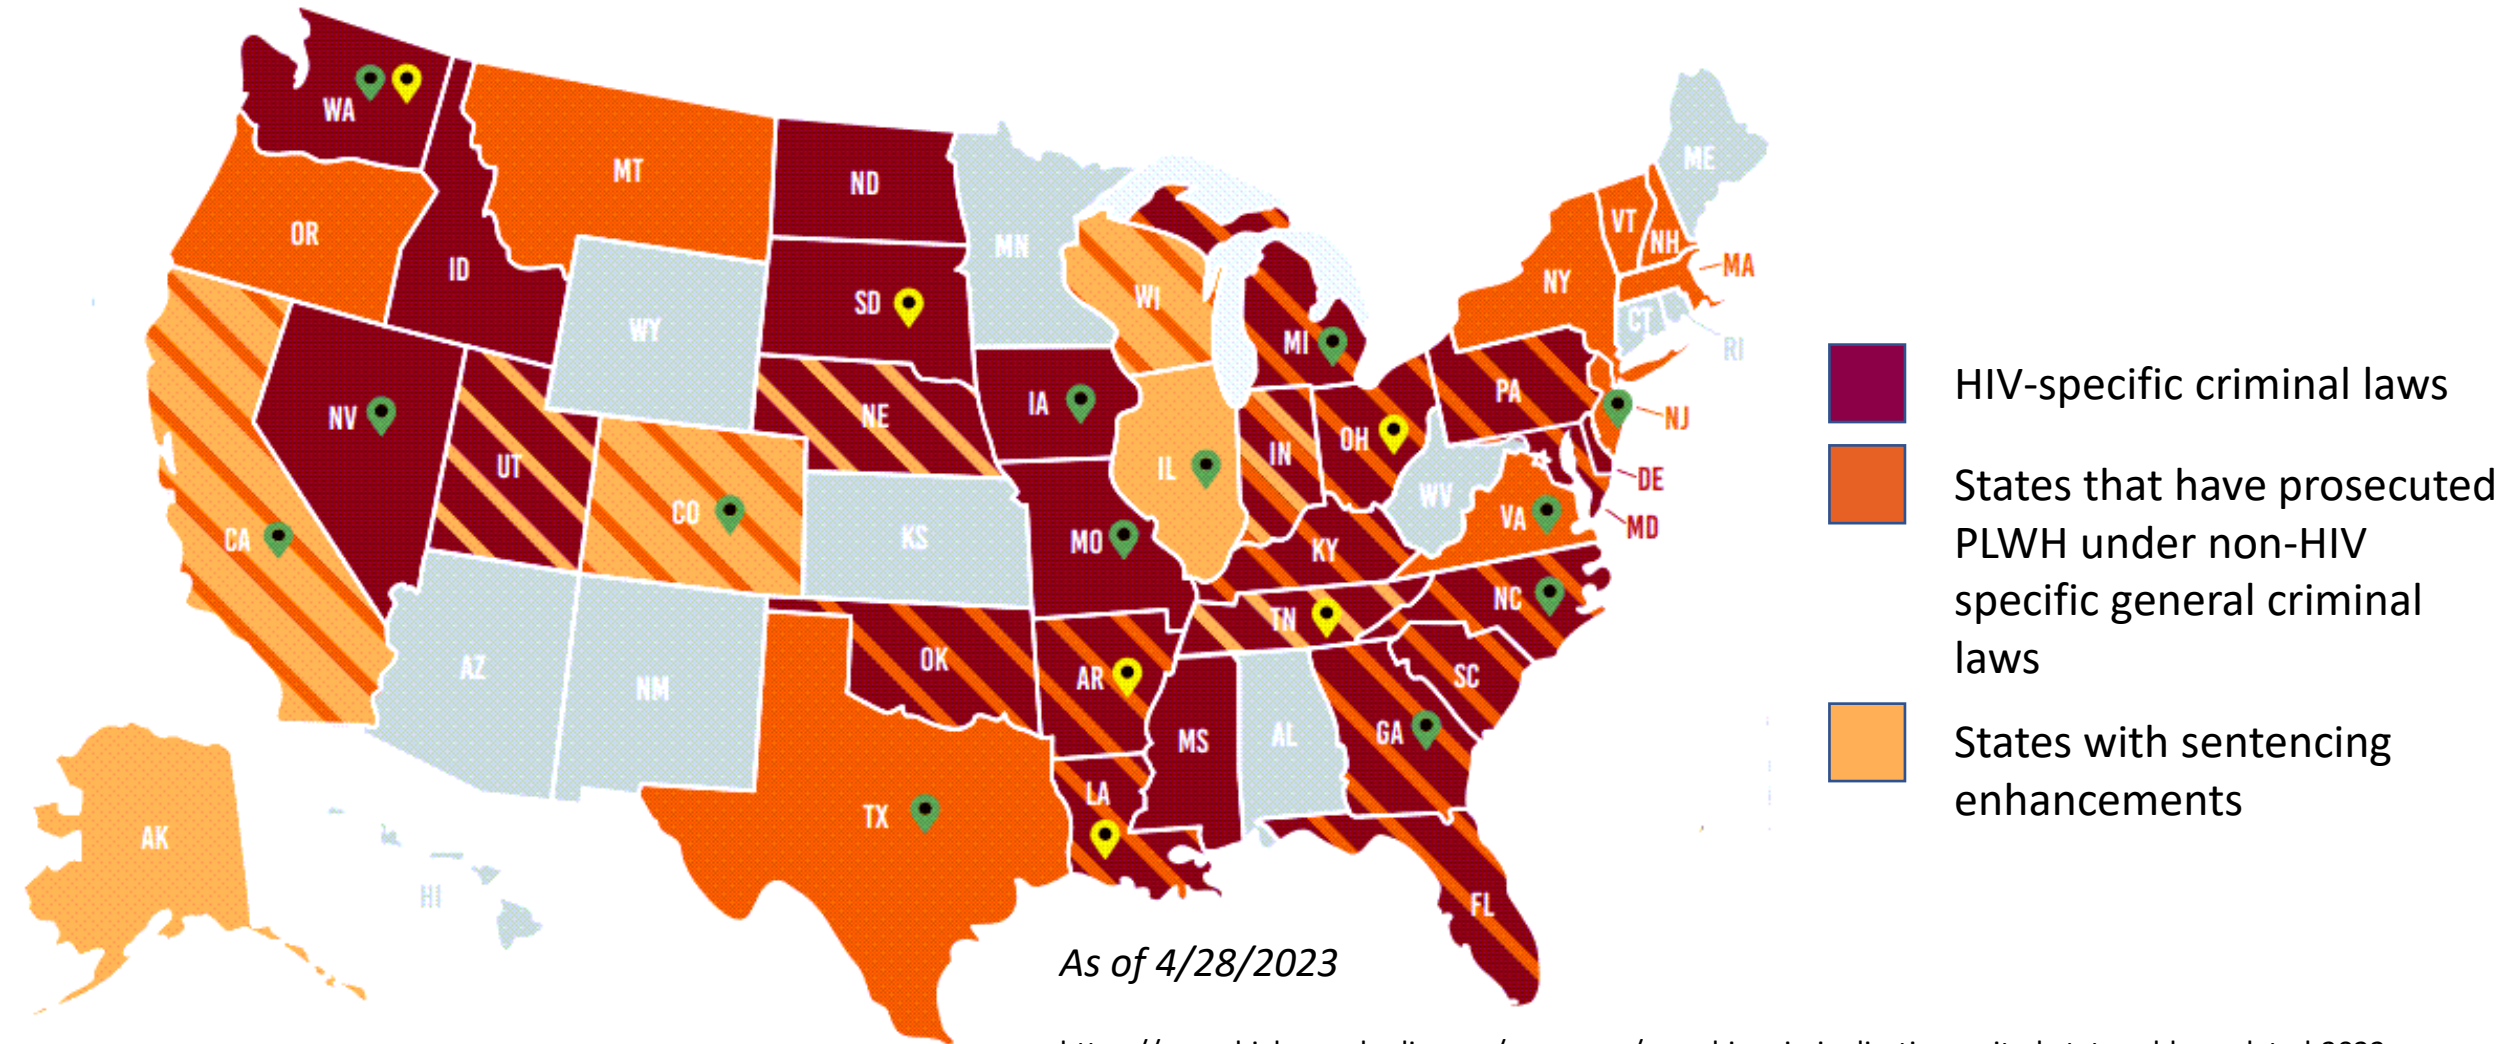 WA
MT
ND
ME
OR
ID
MN
VT
NH
MA
NY
WI
SD
WY
MI
CT
RI
HIV-specific criminal laws
PA
NV
NE
IA
NJ
OH
IN
UT
IL
DE
States that have prosecuted
WV
VA
MD
CO
CA
KS
MO
KY
PLWH under non-HIV
NC
TN
specific general criminal
laws
AZ
NM
OK
AR
SC
MS
AL
GA
States with sentencing
enhancements
LA
TX
AK
HI
FL
As of 4/28/2023